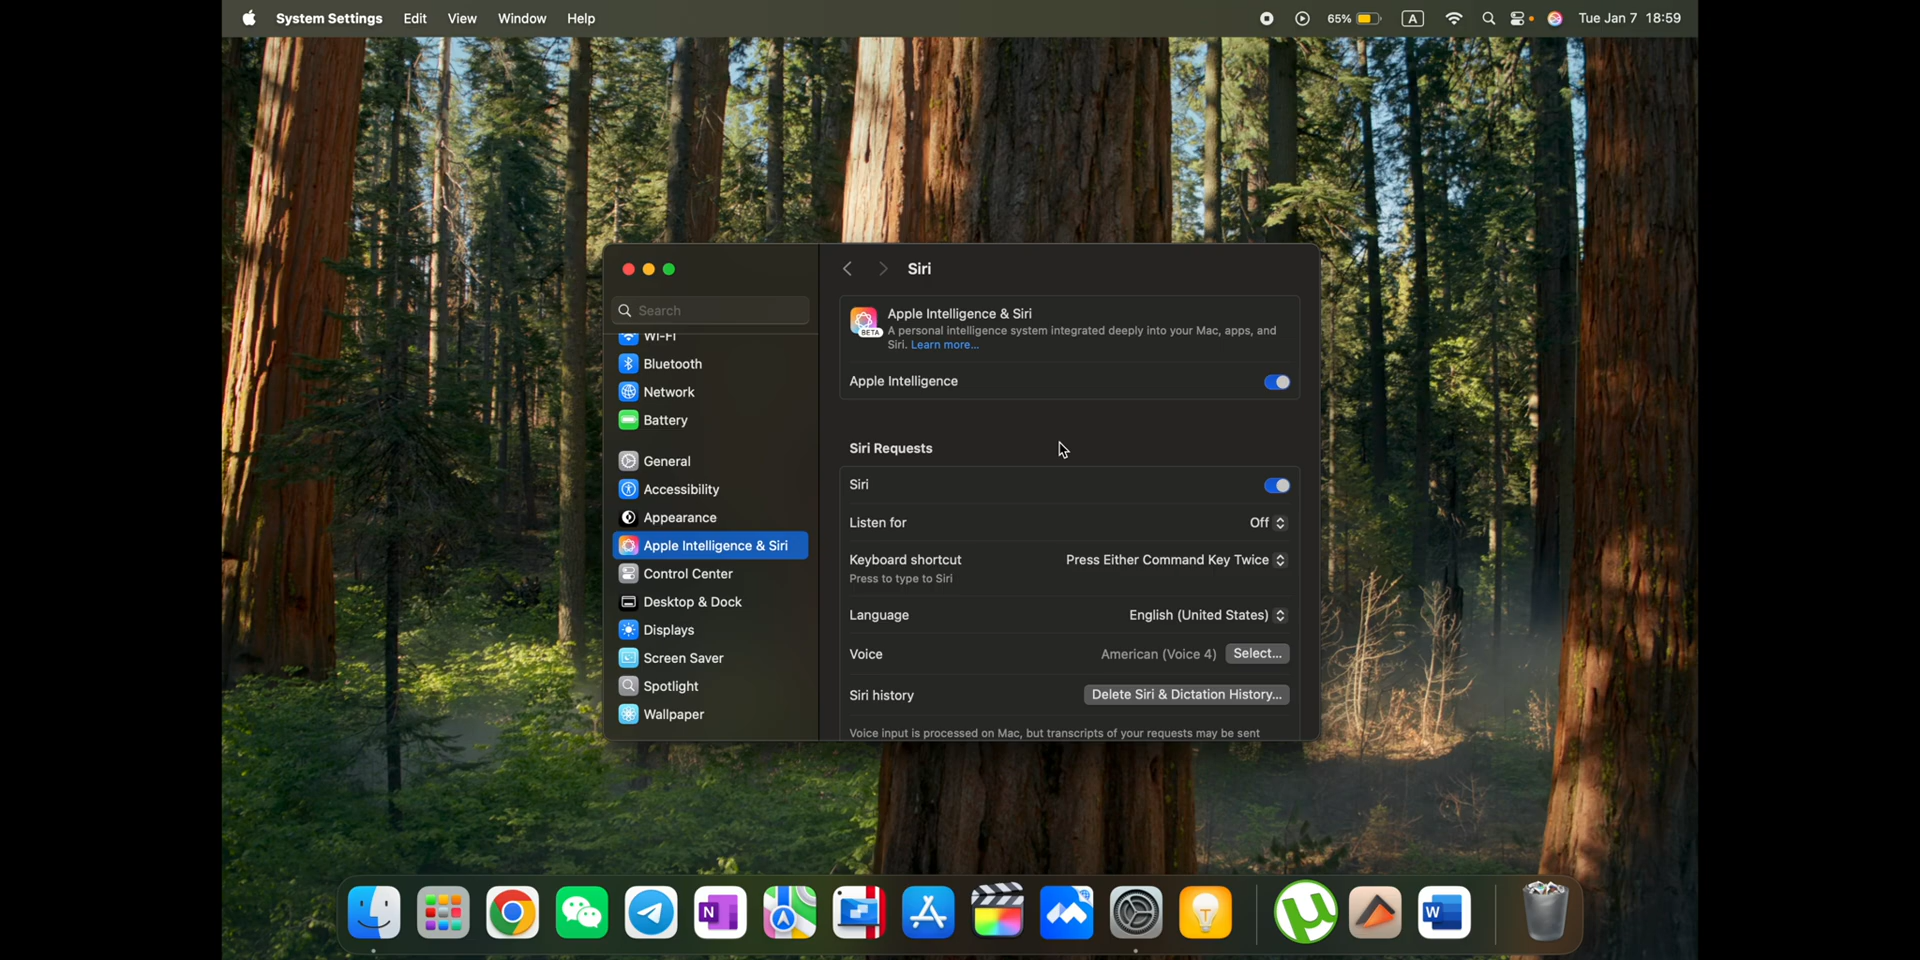 System Settings Edit View Window Help
65% A Tue Jan 7 18:59
Search
Wi-Fi
Bluetooth
Network
Battery
General
Accessibility
Appearance
Apple Intelligence & Siri
Control Center
Desktop & Dock
Displays
Screen Saver
Spotlight
Wallpaper
Siri
BETA
Apple Intelligence & Siri
A personal intelligence system integrated deeply into your Mac, apps, and
Siri. Learn more...
Apple Intelligence
Siri Requests
Siri
Listen for Off
Keyboard shortcut Press Either Command Key Twice
Press to type to Siri
Language English (United States)
Voice American (Voice 4) Select...
Siri history Delete Siri & Dictation History...
Voice input is processed on Mac, but transcripts of your requests may be sent
N
T
µ
W